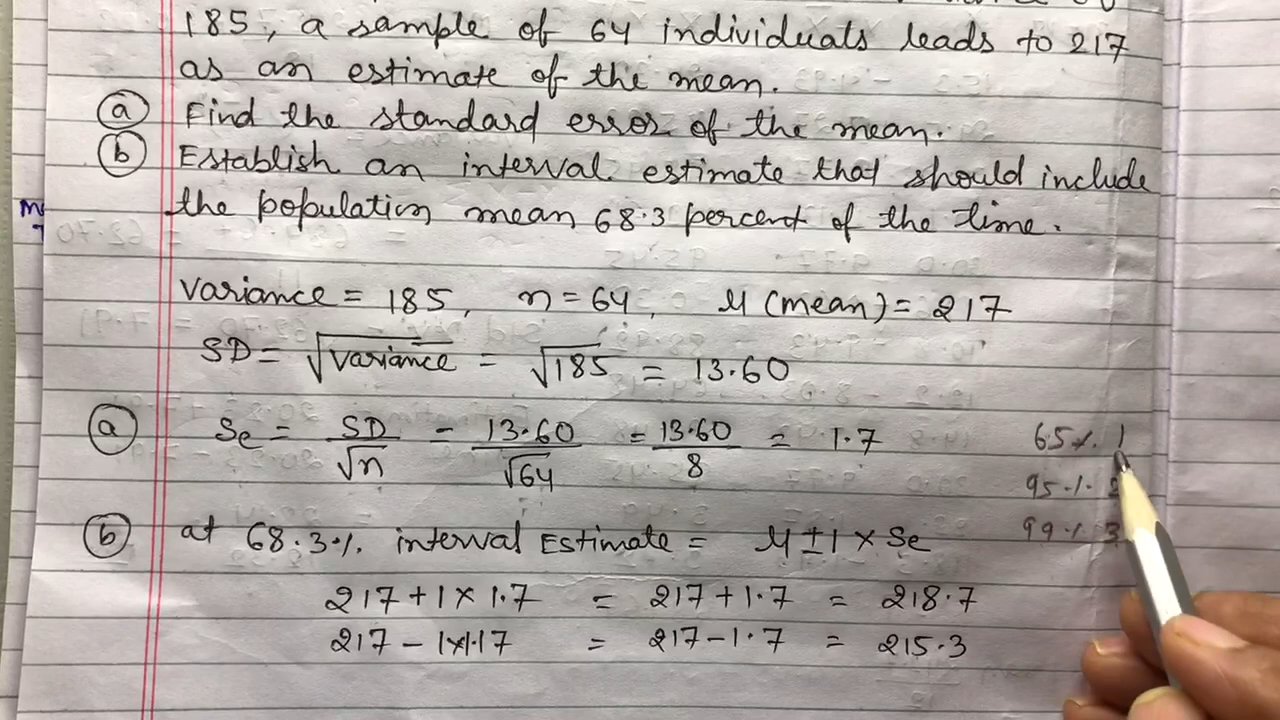 185, a sample of 64 individuals leads to 217
as an estimate of the mean.
(a) Find the standard error of the mean.
(b) Establish an interval estimate that should include
the population mean 68.3 percent of the time.
variance = 185, n = 64, μ (mean) = 217
SD = √variance = √185 = 13.60
(a) Se = SD/√n = 13.60/√64 = 13.60/8 = 1.7
65% 1
95% 2
99% 3
(b) at 68.3% interval Estimate = μ ± 1 × Se
217 + 1 × 1.7 = 217 + 1.7 = 218.7
217 - 1×1.17 = 217 - 1.7 = 215.3